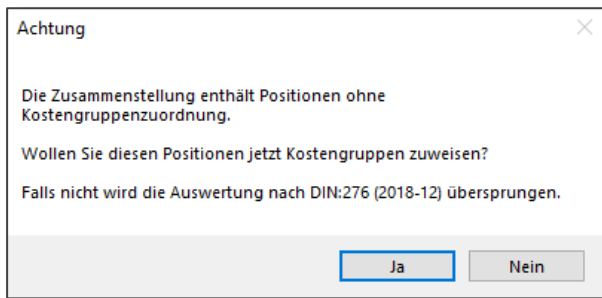 Achtung
Die Zusammenstellung enthält Positionen ohne
Kostengruppenzuordnung.
Wollen Sie diesen Positionen jetzt Kostengruppen zuweisen?
Falls nicht wird die Auswertung nach DIN:276 (2018-12) übersprungen.
Ja
Nein